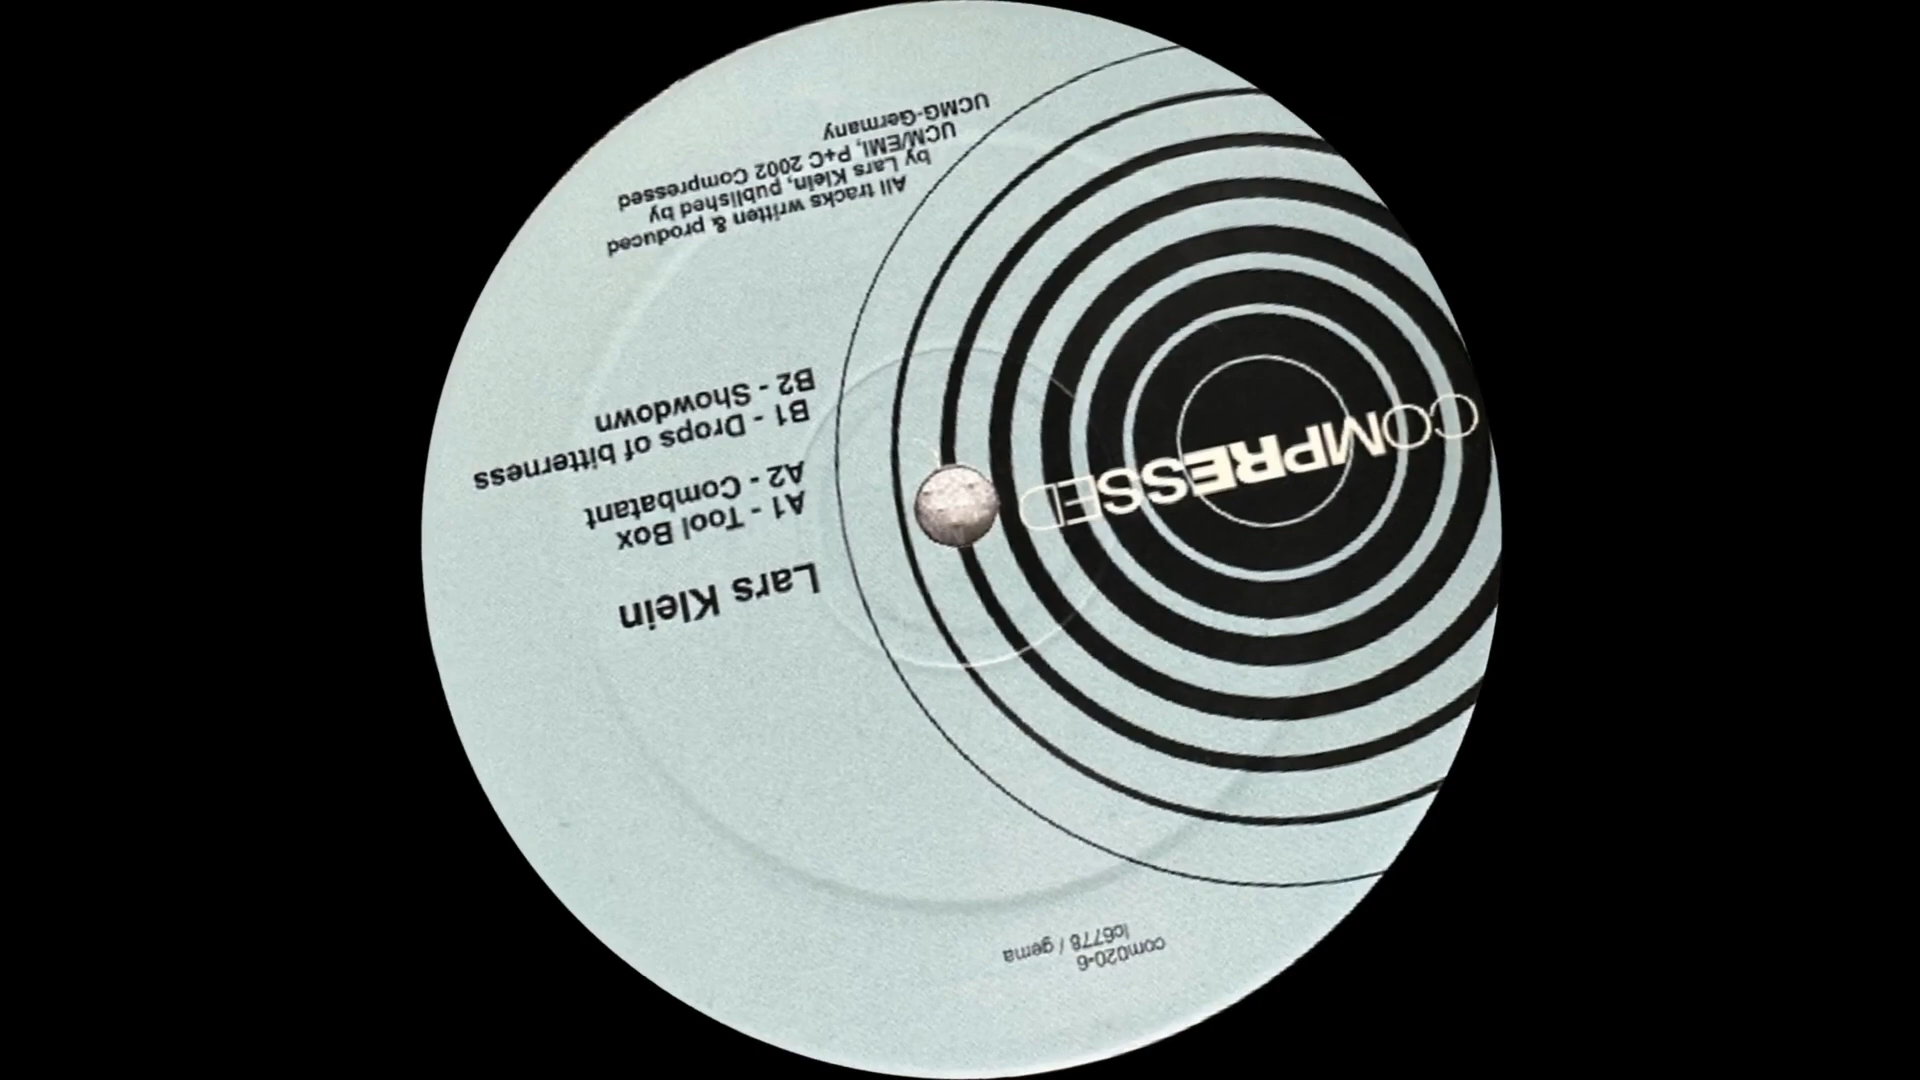 com020-6
lc6778 / gema
COMPRESSED
Lars Klein
A1 - Tool Box
A2 - Combatant
B1 - Drops of bitterness
B2 - Showdown
All tracks written & produced
by Lars Klein, published by
UCM/EMI, P+C 2002 Compressed
UCMG-Germany